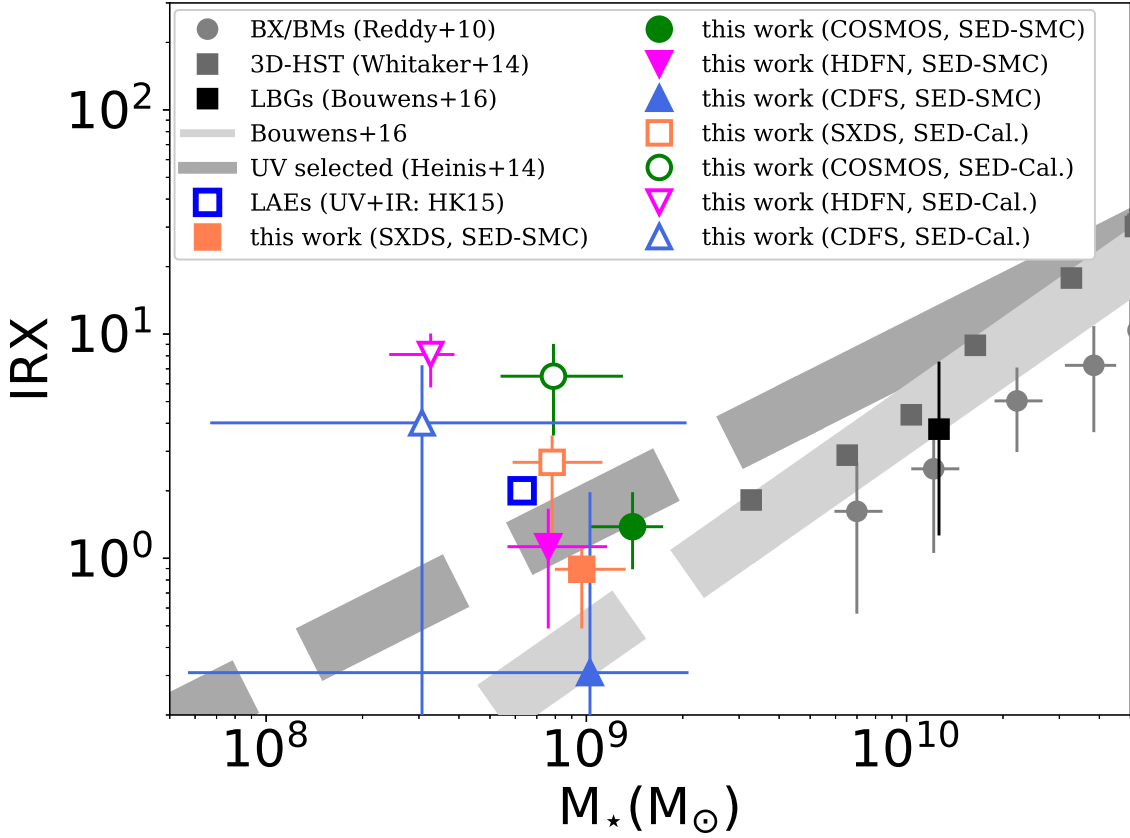 BX/BMs (Reddy+10)
3D-HST (Whitaker+14)
LBGs (Bouwens+16)
Bouwens+16
UV selected (Heinis+14)
LAEs (UV+IR: HK15)
this work (SXDS, SED-SMC)
this work (COSMOS, SED-SMC)
this work (HDFN, SED-SMC)
this work (CDFS, SED-SMC)
this work (SXDS, SED-Cal.)
this work (COSMOS, SED-Cal.)
this work (HDFN, SED-Cal.)
this work (CDFS, SED-Cal.)
IRX
10²
10¹
10⁰
10⁸ 10⁹ 10¹⁰
M⋆(M⊙)